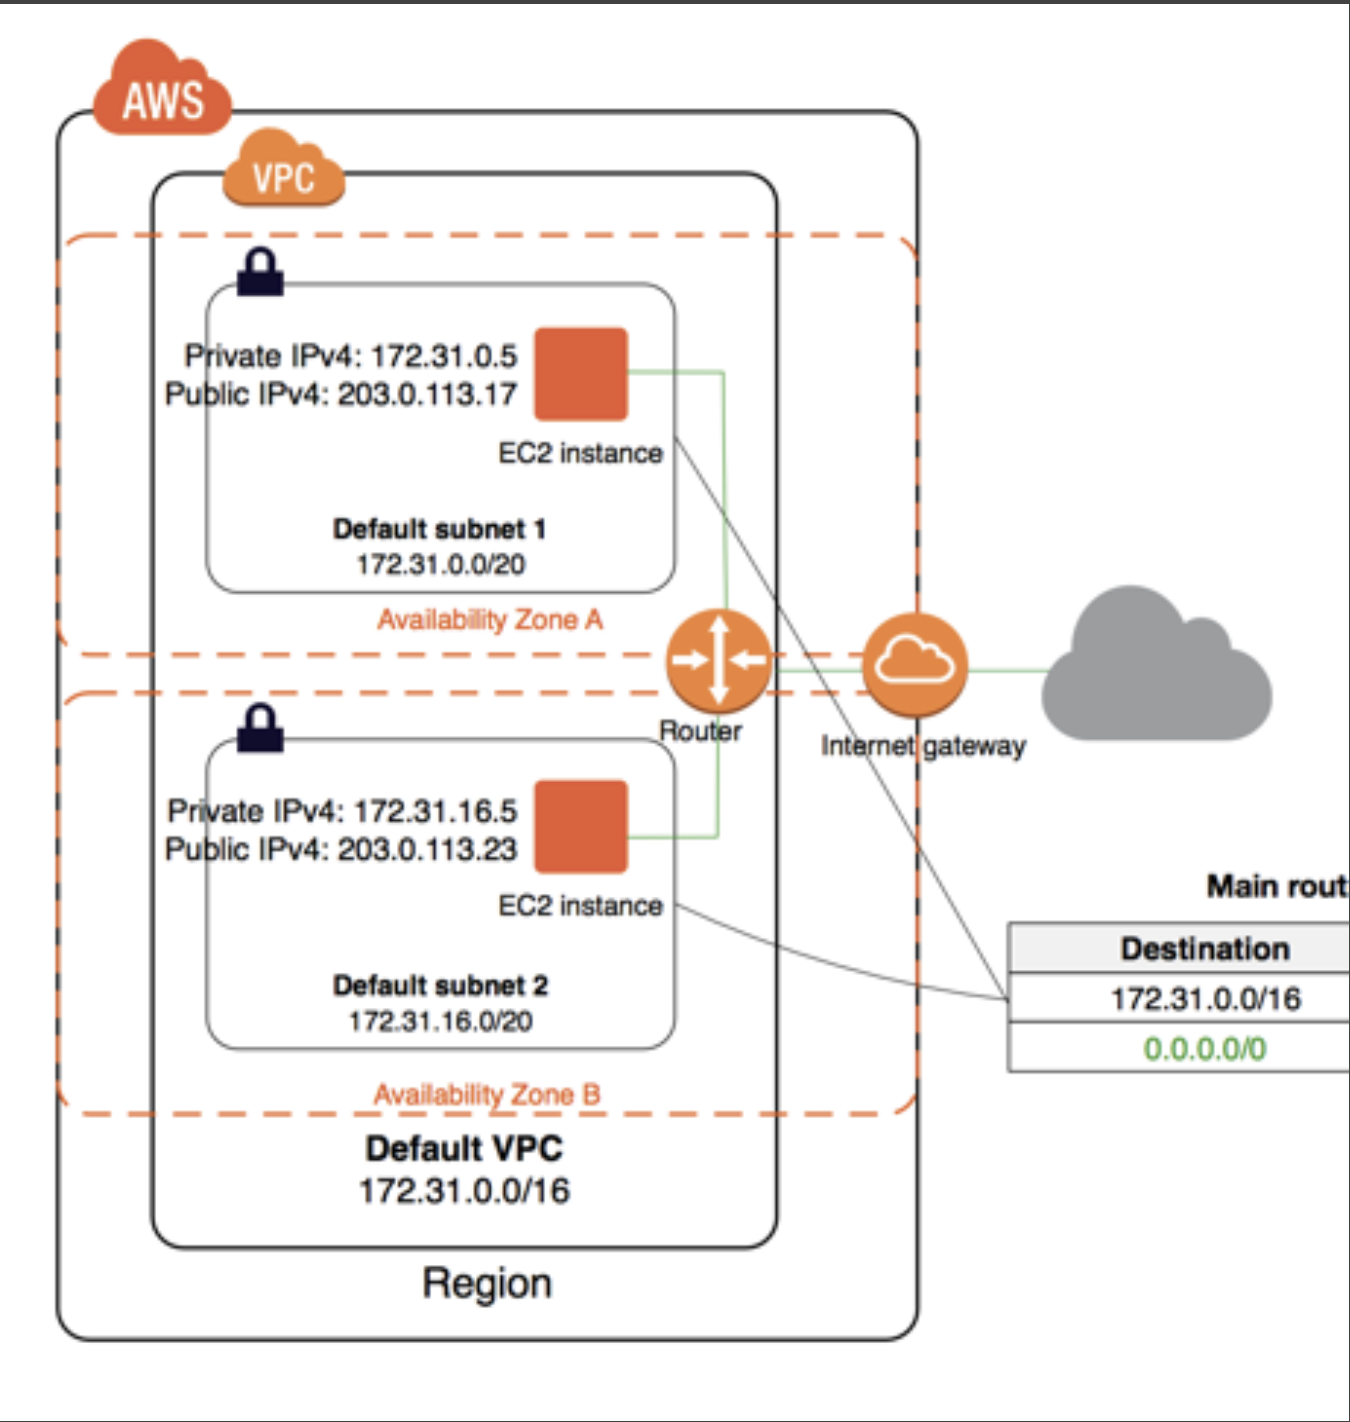 AWS
VPC
Private IPv4: 172.31.0.5
Public IPv4: 203.0.113.17
EC2 instance
Default subnet 1
172.31.0.0/20
Availability Zone A
Router
Internet gateway
Private IPv4: 172.31.16.5
Public IPv4: 203.0.113.23
EC2 instance
Default subnet 2
172.31.16.0/20
Availability Zone B
Default VPC
172.31.0.0/16
Region
Main rout
Destination
172.31.0.0/16
0.0.0.0/0